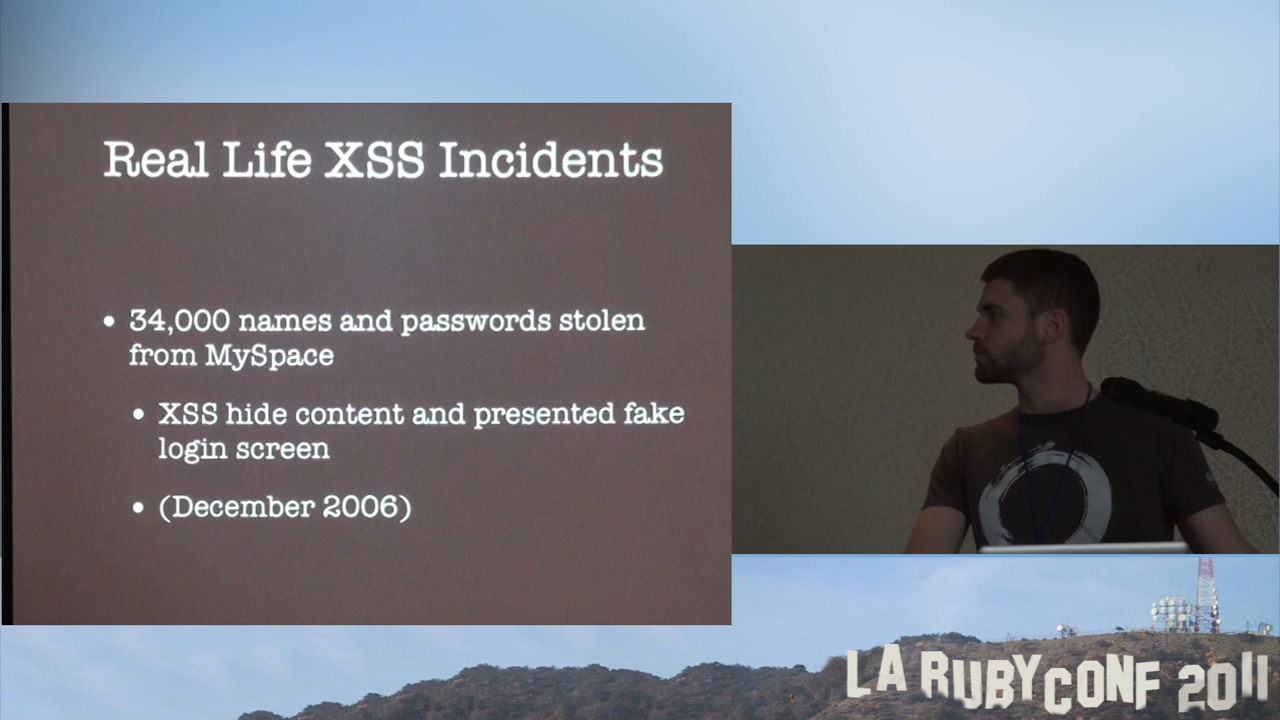 Real Life XSS Incidents
• 34,000 names and passwords stolen
from MySpace
• XSS hide content and presented fake
login screen
• (December 2006)
LA RUBYCONF 2011